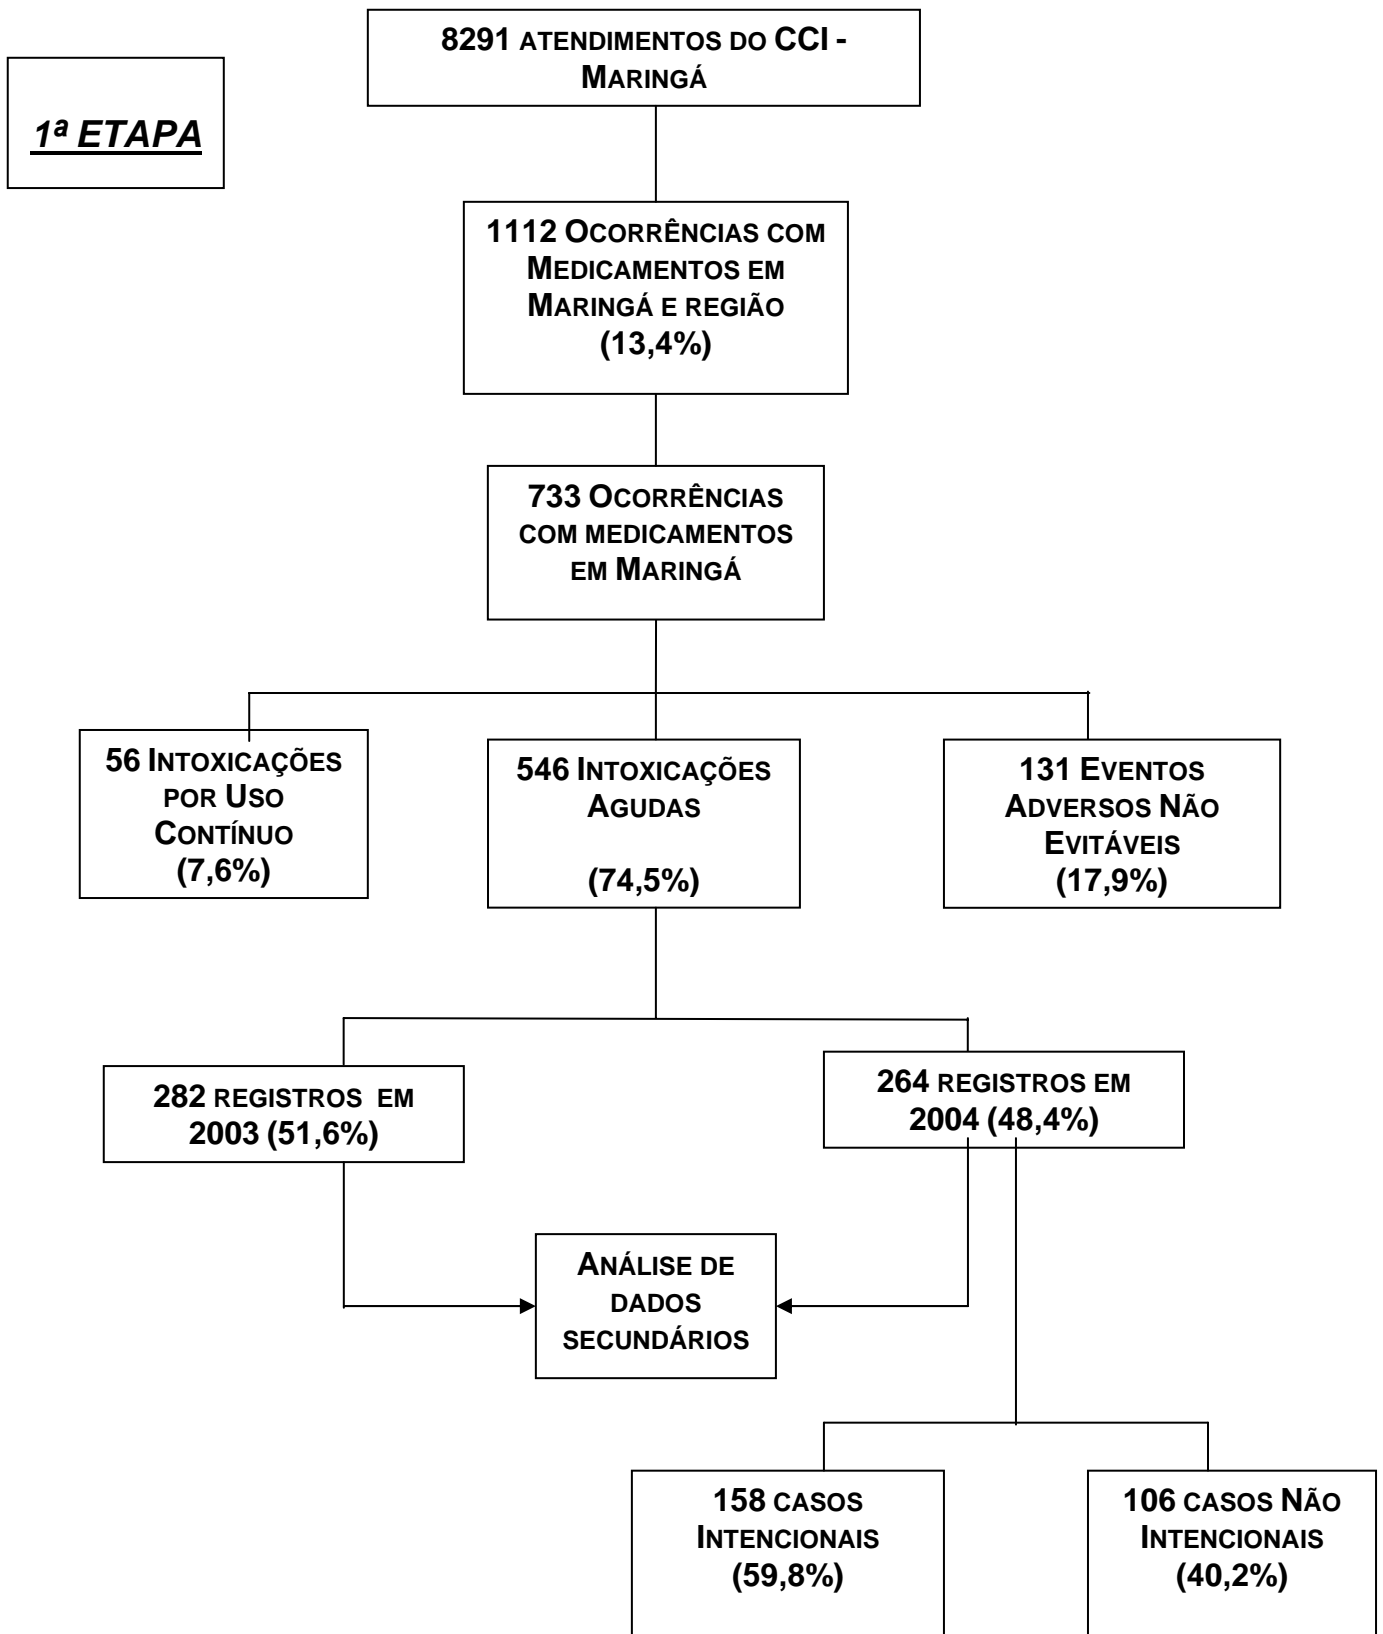 8291 ATENDIMENTOS DO CCI -
MARINGÁ
1ª ETAPA
1112 OCORRÊNCIAS COM
MEDICAMENTOS EM
MARINGÁ E REGIÃO
(13,4%)
733 OCORRÊNCIAS
COM MEDICAMENTOS
EM MARINGÁ
56 INTOXICAÇÕES
POR USO
CONTÍNUO
(7,6%)
546 INTOXICAÇÕES
AGUDAS
(74,5%)
131 EVENTOS
ADVERSOS NÃO
EVITÁVEIS
(17,9%)
282 REGISTROS EM
2003 (51,6%)
264 REGISTROS EM
2004 (48,4%)
ANÁLISE DE
DADOS
SECUNDÁRIOS
158 CASOS
INTENCIONAIS
(59,8%)
106 CASOS NÃO
INTENCIONAIS
(40,2%)